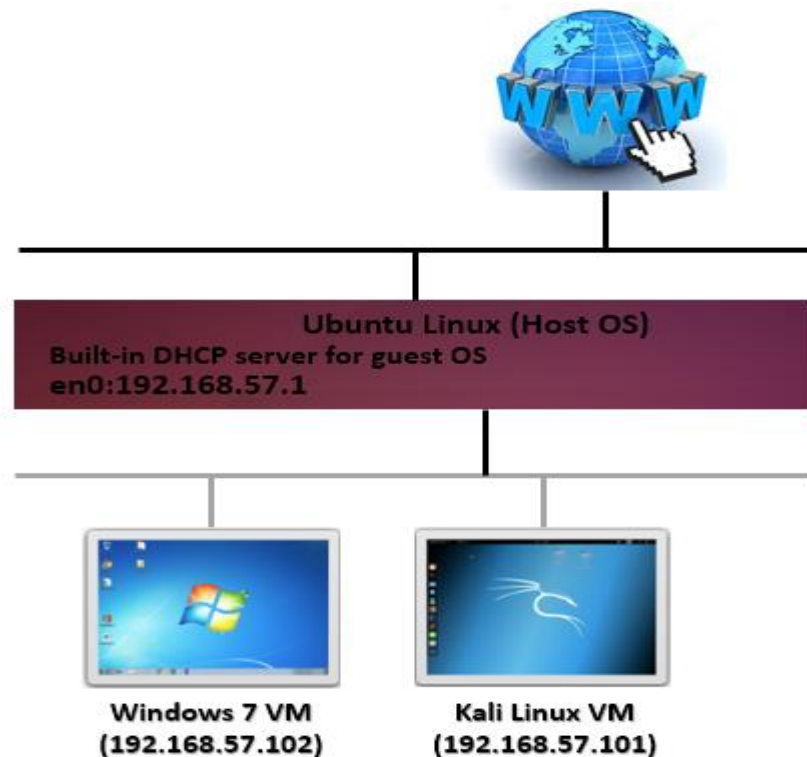 WWW
Ubuntu Linux (Host OS)
Built-in DHCP server for guest OS
en0:192.168.57.1
Windows 7 VM
(192.168.57.102)
Kali Linux VM
(192.168.57.101)